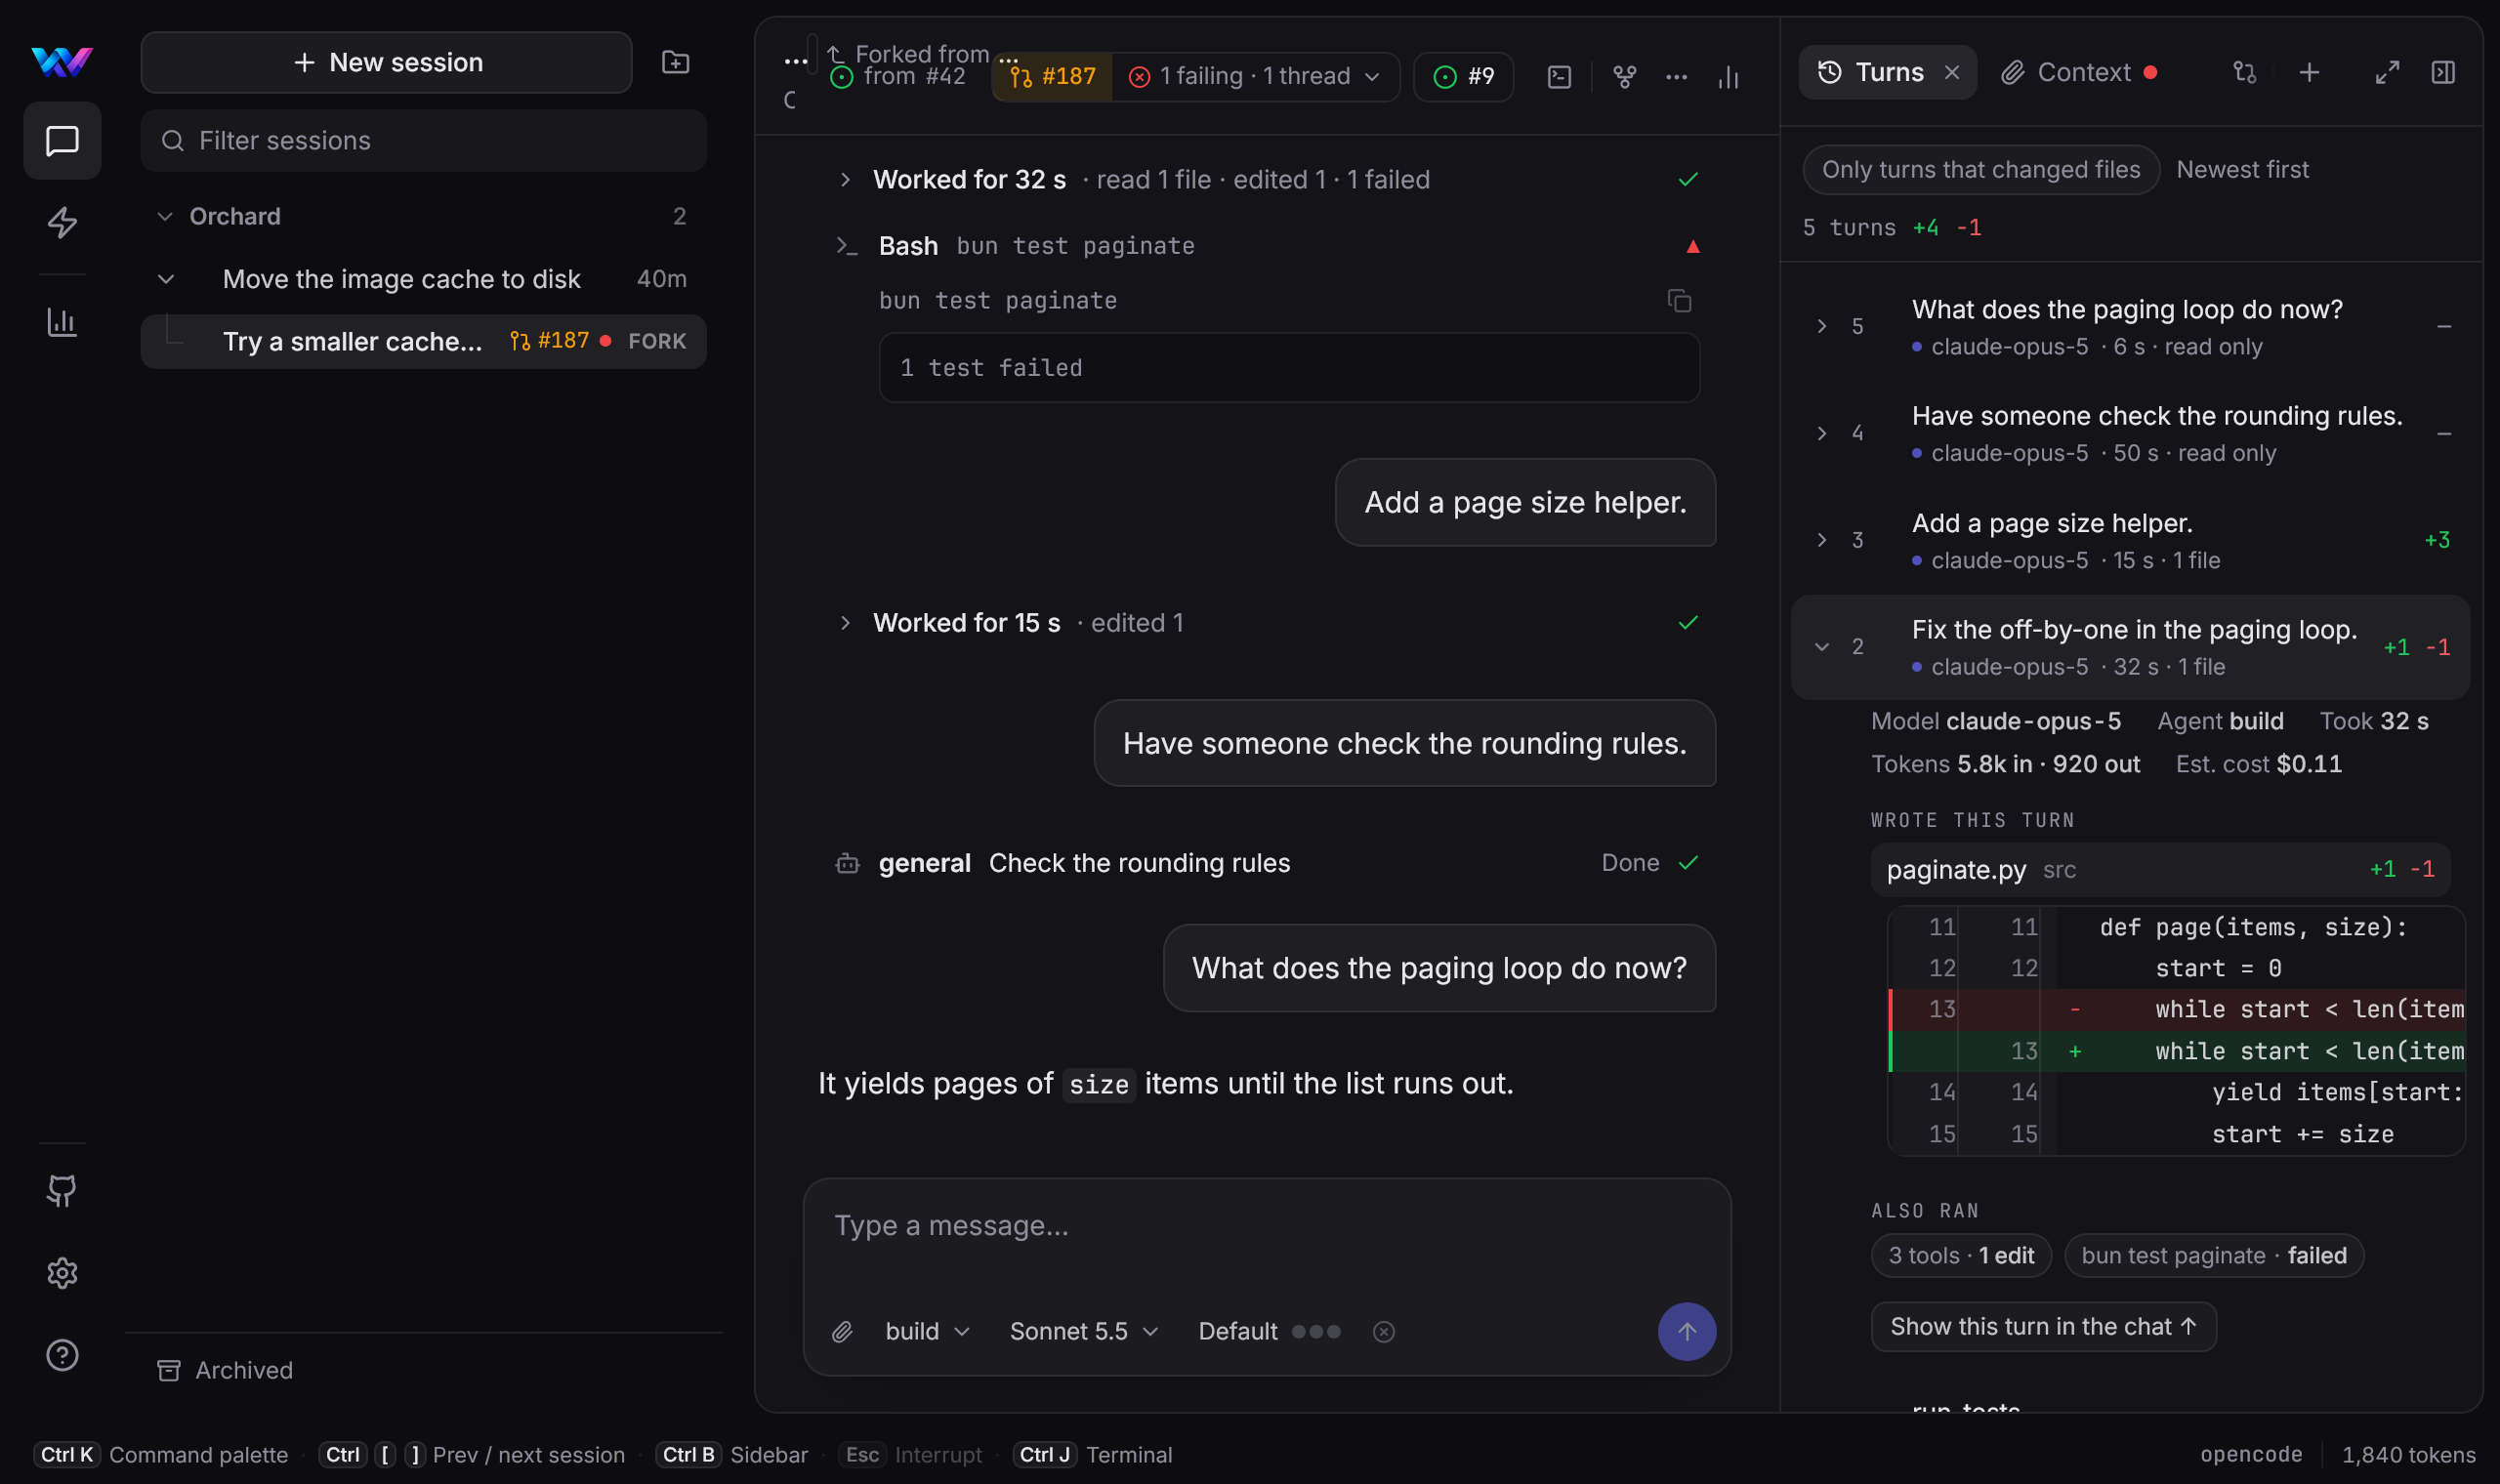 New session
Filter sessions
Orchard 2
Move the image cache to disk 40m
Try a smaller cache... #187 FORK
Archived
... Forked from ...
from #42 #187 1 failing · 1 thread #9
Worked for 32 s · read 1 file · edited 1 · 1 failed
Bash bun test paginate
bun test paginate
1 test failed
Add a page size helper.
Worked for 15 s · edited 1
Have someone check the rounding rules.
general Check the rounding rules Done
What does the paging loop do now?
It yields pages of size items until the list runs out.
Type a message...
build Sonnet 5.5 Default
Turns Context
Only turns that changed files Newest first
5 turns +4 -1
5 What does the paging loop do now? –
claude-opus-5 · 6 s · read only
4 Have someone check the rounding rules. –
claude-opus-5 · 50 s · read only
3 Add a page size helper. +3
claude-opus-5 · 15 s · 1 file
2 Fix the off-by-one in the paging loop. +1 -1
claude-opus-5 · 32 s · 1 file
Model claude-opus-5 Agent build Took 32 s
Tokens 5.8k in · 920 out Est. cost $0.11
WROTE THIS TURN
paginate.py src +1 -1
11 11 def page(items, size):
12 12 start = 0
13 - while start < len(item
13 + while start < len(item
14 14 yield items[start:
15 15 start += size
ALSO RAN
3 tools · 1 edit bun test paginate · failed
Show this turn in the chat ↑
Ctrl K Command palette · Ctrl [ ] Prev / next session · Ctrl B Sidebar · Esc Interrupt · Ctrl J Terminal
opencode 1,840 tokens